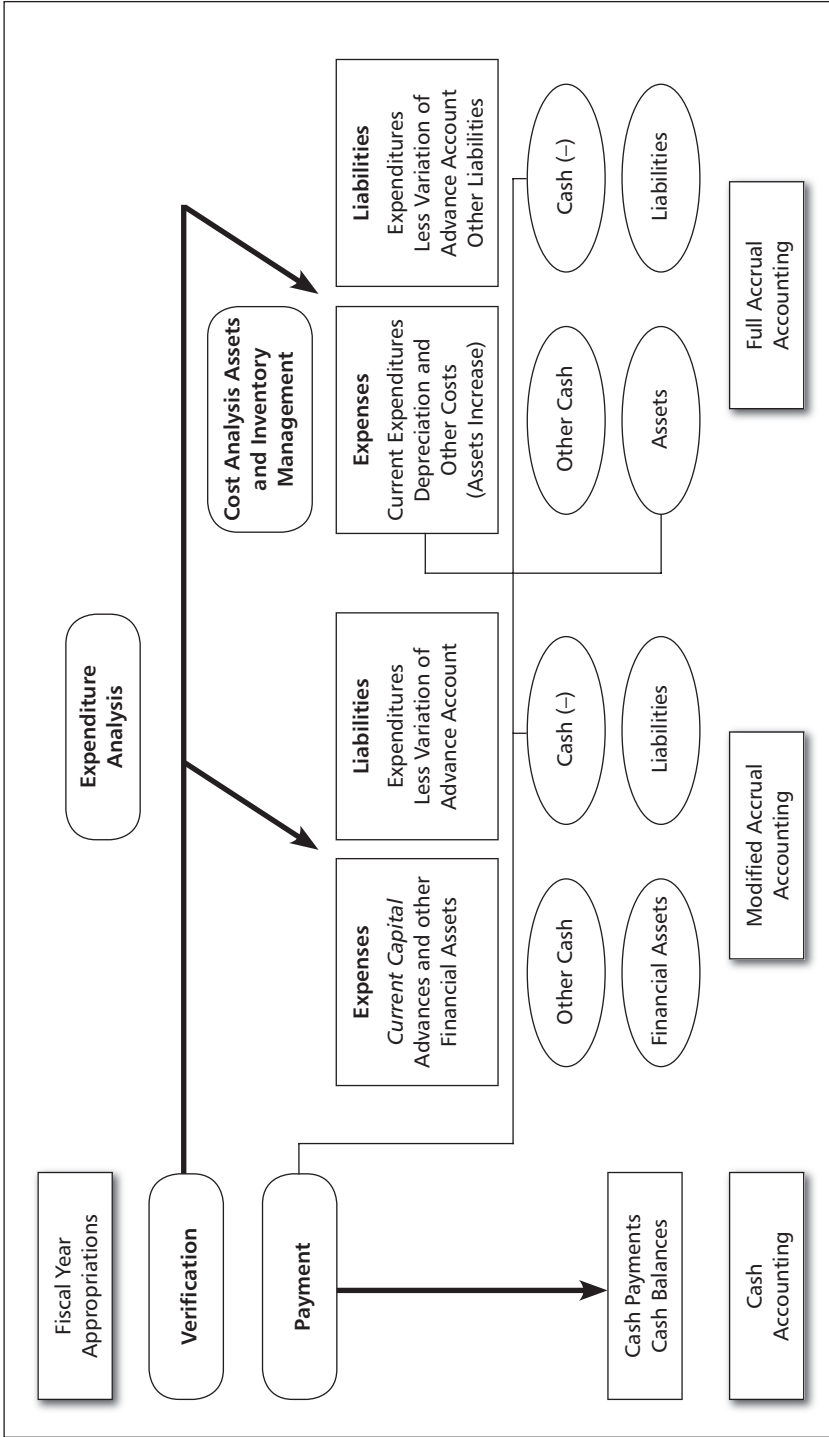 Fiscal Year
Appropriations
Verification
Payment
Cash Payments
Cash Balances
Cash
Accounting
Expenditure
Analysis
Expenses
Current Capital
Advances and other
Financial Assets
Liabilities
Expenditures
Less Variation of
Advance Account
Other Cash
Cash (–)
Financial Assets
Liabilities
Modified Accrual
Accounting
Cost Analysis Assets
and Inventory
Management
Expenses
Current Expenditures
Depreciation and
Other Costs
(Assets Increase)
Liabilities
Expenditures
Less Variation of
Advance Account
Other Liabilities
Other Cash
Cash (–)
Assets
Liabilities
Full Accrual
Accounting